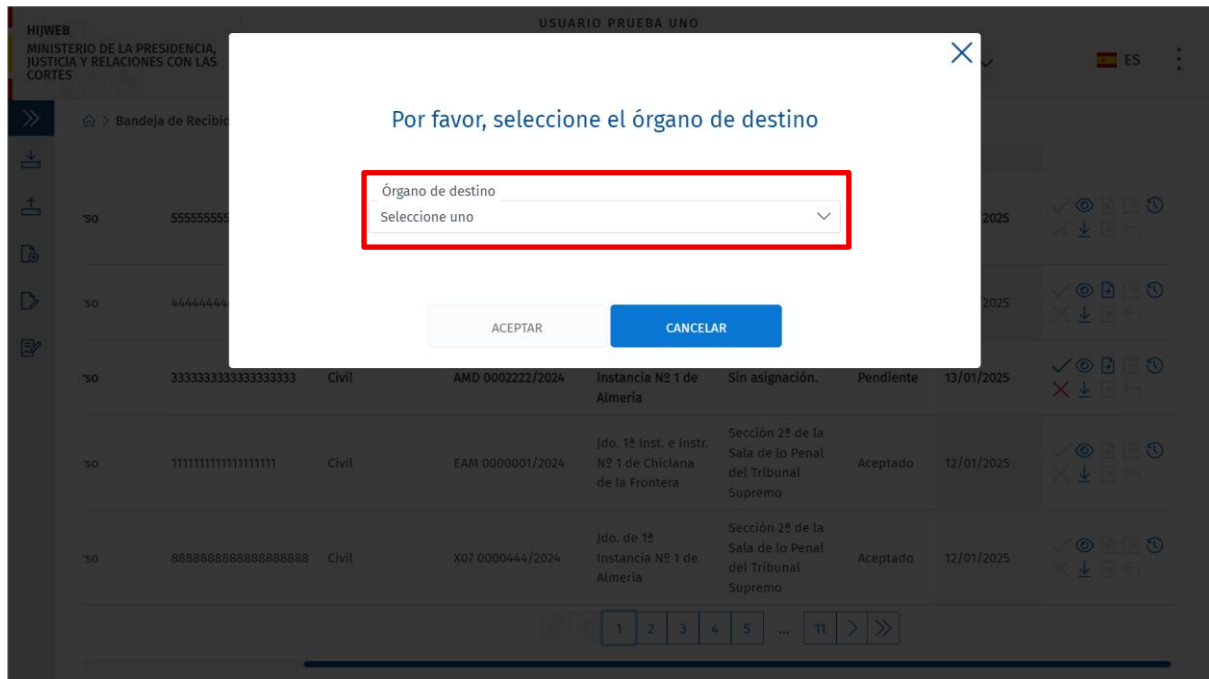 HIJWEB
MINISTERIO DE LA PRESIDENCIA,
JUSTICIA Y RELACIONES CON LAS
CORTES
USUARIO PRUEBA UNO
ES
> Bandeja de
Por favor, seleccione el órgano de destino
Órgano de destino
Seleccione uno
ACEPTAR
CANCELAR
2025
2025
333333333333333333 Civil AMD 0002222/2024 Instancia Nº 1 de Almería Sin asignación. Pendiente 13/01/2025
Civil EAM 0000001/2024 Jdo. 1ª Inst. e Instr. Nº 1 de Chiclana de la Frontera Sección 2ª de la Sala de lo Penal del Tribunal Supremo Aceptado 12/01/2025
Civil X07 0000444/2024 Jdo. de 1ª Instancia Nº 1 de Almería Sección 2ª de la Sala de lo Penal del Tribunal Supremo Aceptado 12/01/2025
1 2 3 4 5 ... 11